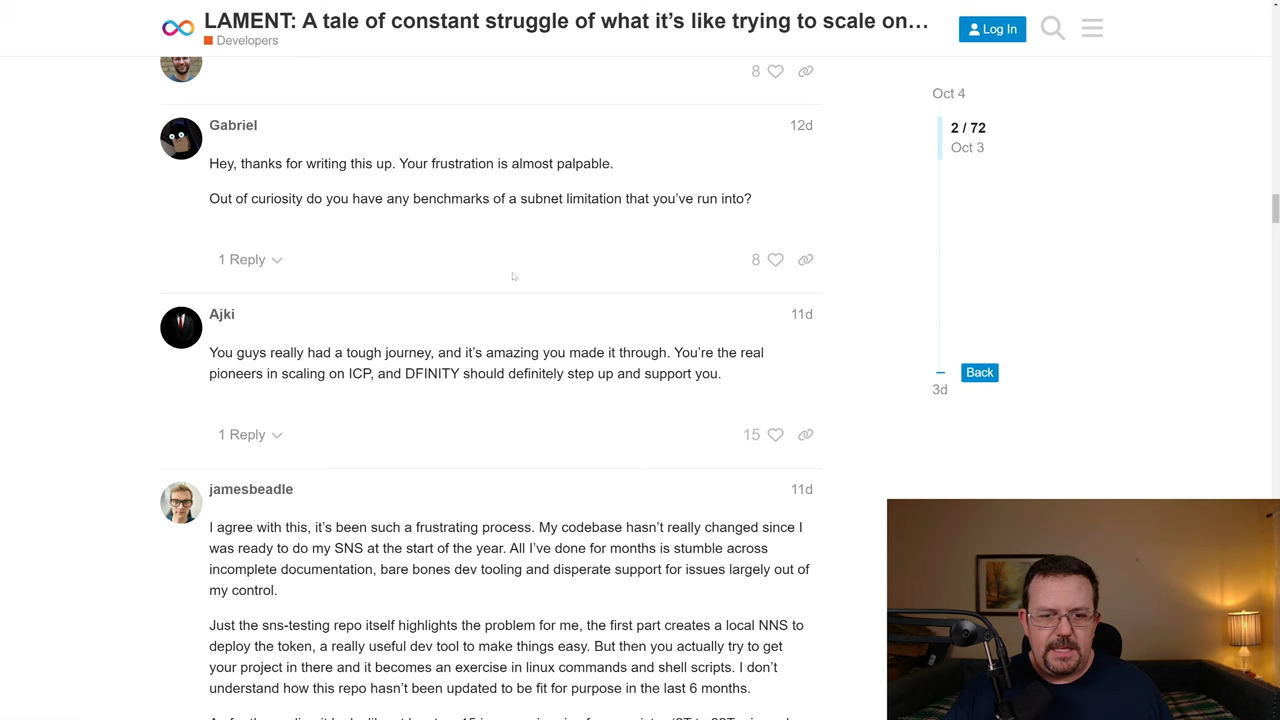 LAMENT: A tale of constant struggle of what it's like trying to scale on…
Developers
Log In
8
Oct 4
2 / 72
Oct 3
Back
3d
Gabriel
12d
Hey, thanks for writing this up. Your frustration is almost palpable.
Out of curiosity do you have any benchmarks of a subnet limitation that you've run into?
1 Reply
8
Ajki
11d
You guys really had a tough journey, and it's amazing you made it through. You're the real
pioneers in scaling on ICP, and DFINITY should definitely step up and support you.
1 Reply
15
jamesbeadle
11d
I agree with this, it's been such a frustrating process. My codebase hasn't really changed since I
was ready to do my SNS at the start of the year. All I've done for months is stumble across
incomplete documentation, bare bones dev tooling and disperate support for issues largely out of
my control.
Just the sns-testing repo itself highlights the problem for me, the first part creates a local NNS to
deploy the token, a really useful dev tool to make things easy. But then you actually try to get
your project in there and it becomes an exercise in linux commands and shell scripts. I don't
understand how this repo hasn't been updated to be fit for purpose in the last 6 months.